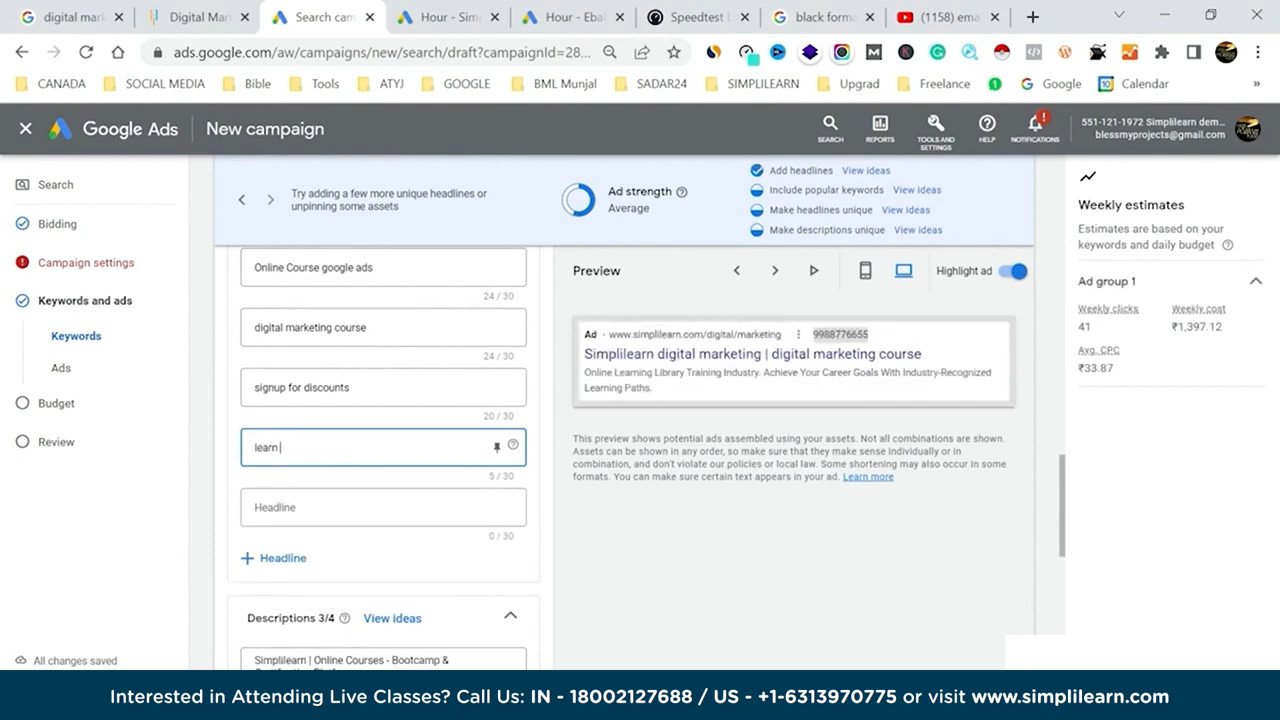 digital mark
Digital Mar
Search cam
Hour - Sim
Hour - Eba
Speedtest b
black forma
(1158) ema
ads.google.com/aw/campaigns/new/search/draft?campaignId=28...
CANADA
SOCIAL MEDIA
Bible
Tools
ATYJ
GOOGLE
BML Munjal
SADAR24
SIMPLILEARN
Upgrad
Freelance
Google
Calendar
»
Google Ads
New campaign
SEARCH
REPORTS
TOOLS AND
SETTINGS
HELP
NOTIFICATIONS
551-121-1972 Simplilearn dem...
blessmyprojects@gmail.com
Search
Bidding
Campaign settings
Keywords and ads
Keywords
Ads
Budget
Review
All changes saved
Try adding a few more unique headlines or
unpinning some assets
Ad strength
Average
Add headlines View ideas
Include popular keywords View ideas
Make headlines unique View ideas
Make descriptions unique View ideas
Online Course google ads
24 / 30
digital marketing course
24 / 30
signup for discounts
20 / 30
learn
5 / 30
Headline
0 / 30
+ Headline
Descriptions 3/4 View ideas
Simplilearn | Online Courses - Bootcamp &
Preview
Highlight ad
Ad · www.simplilearn.com/digital/marketing 9988776655
Simplilearn digital marketing | digital marketing course
Online Learning Library Training Industry. Achieve Your Career Goals With Industry-Recognized
Learning Paths.
This preview shows potential ads assembled using your assets. Not all combinations are shown.
Assets can be shown in any order, so make sure that they make sense individually or in
combination, and don't violate our policies or local law. Some shortening may also occur in some
formats. You can make sure certain text appears in your ad. Learn more
Weekly estimates
Estimates are based on your
keywords and daily budget
Ad group 1
Weekly clicks Weekly cost
41 ₹1,397.12
Avg. CPC
₹33.87
Interested in Attending Live Classes? Call Us: IN - 18002127688 / US - +1-6313970775 or visit www.simplilearn.com